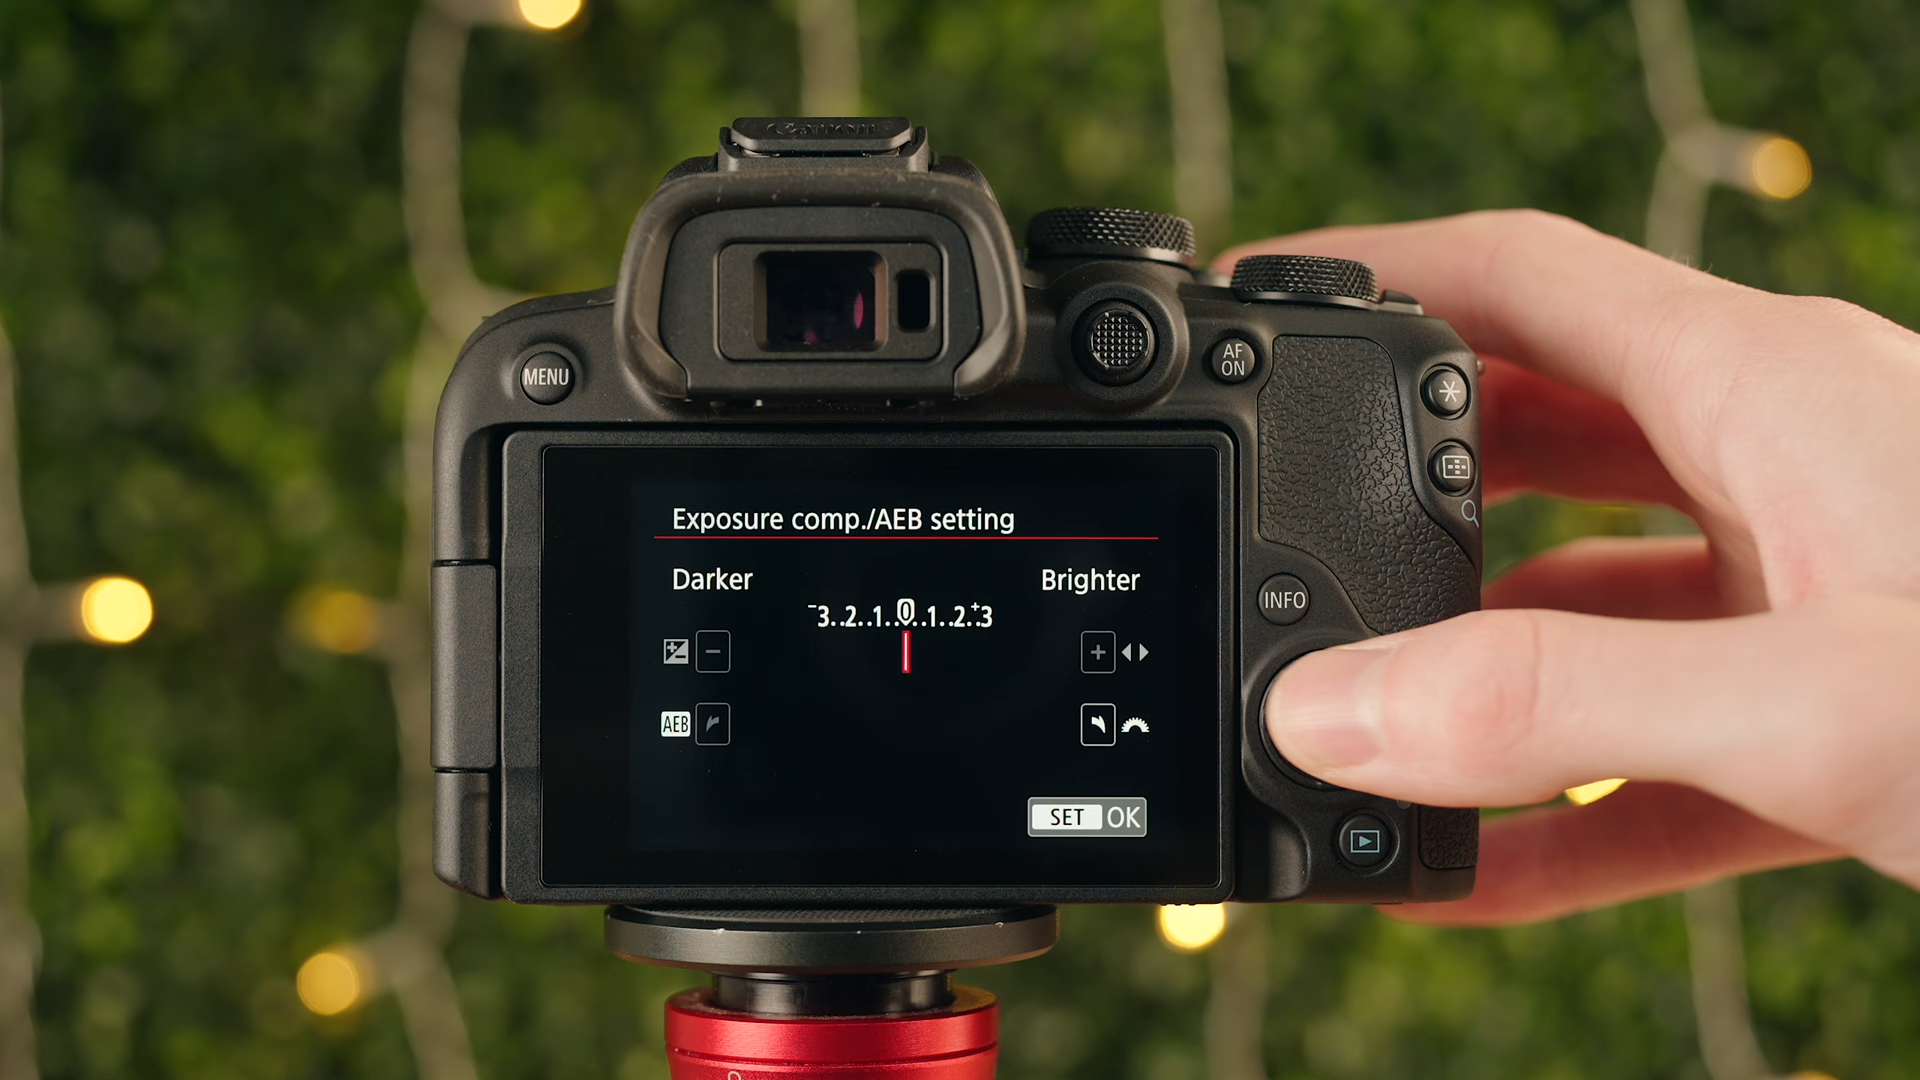 Canon
MENU
AF
ON
Exposure comp./AEB setting
Darker
Brighter
-3..2..1..0..1..2..+3
INFO
AEB
SET OK